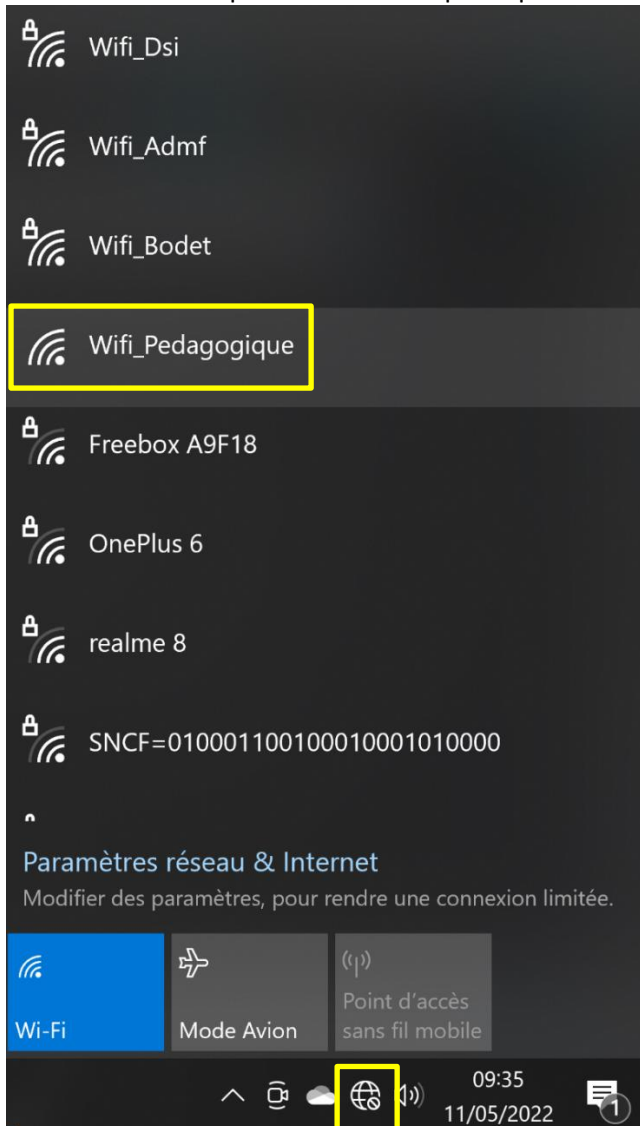 Wifi_Dsi
Wifi_Admf
Wifi_Bodet
Wifi_Pedagogique
Freebox A9F18
OnePlus 6
realme 8
SNCF=010001100100010001010000
Paramètres réseau & Internet
Modifier des paramètres, pour rendre une connexion limitée.
Wi-Fi
Mode Avion
Point d'accès
sans fil mobile
09:35
11/05/2022
1